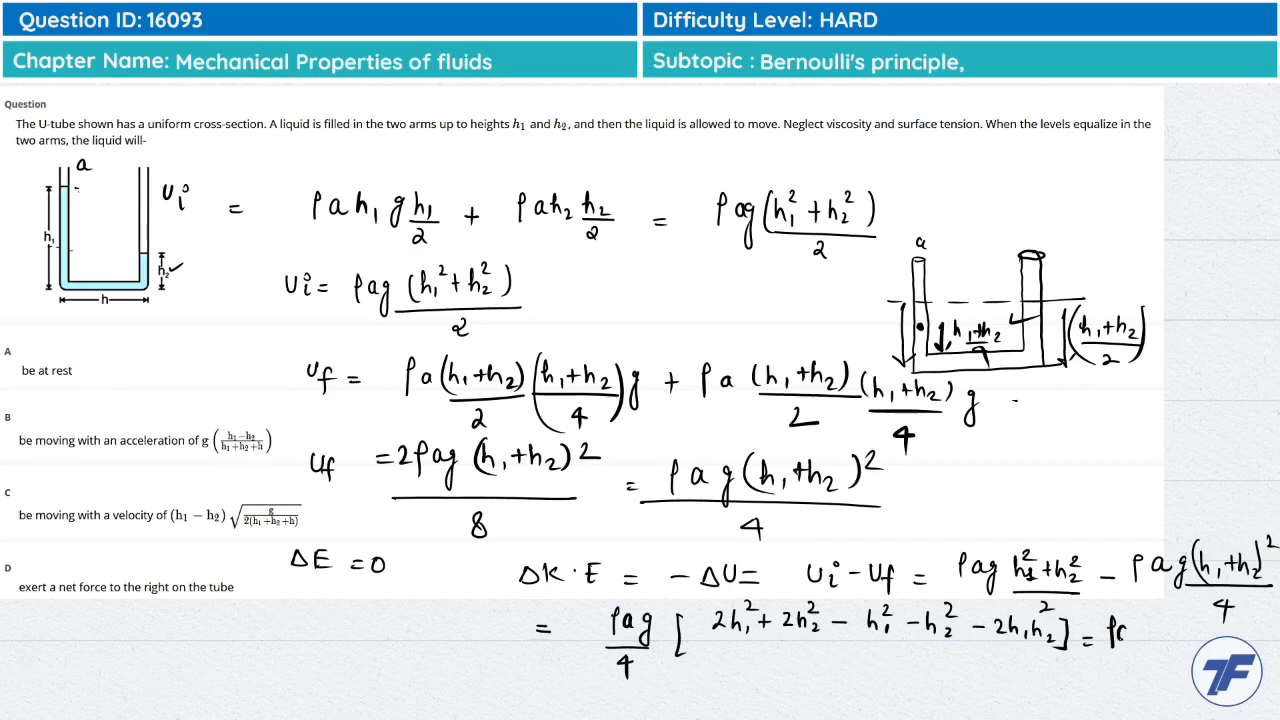 Question ID: 16093
Difficulty Level: HARD
Chapter Name: Mechanical Properties of fluids
Subtopic : Bernoulli's principle,
Question
The U-tube shown has a uniform cross-section. A liquid is filled in the two arms up to heights h₁ and h₂, and then the liquid is allowed to move. Neglect viscosity and surface tension. When the levels equalize in the
two arms, the liquid will-
a
h₁
h₂ ✓
h
Uᵢ = ρah₁g h₁/2 + ρah₂ h₂/2 = ρag(h₁² + h₂²)/2
Uᵢ = ρag (h₁² + h₂²)/2
a
h₁+h₂/4
(h₁+h₂/2)
A
be at rest
Uf = ρa(h₁+h₂)/2 (h₁+h₂/4)g + ρa (h₁+h₂)/2 (h₁+h₂)/4 g
B
be moving with an acceleration of g (h₁−h₂/h₁+h₂+h)
Uf = 2ρag (h₁+h₂)²/8 = ρag(h₁+h₂)²/4
C
be moving with a velocity of (h₁ − h₂) √g/2(h₁+h₂+h)
D
be exert a net force to the right on the tube
ΔE = 0
ΔK·E = −ΔU = Uᵢ − Uf = ρag h₁²+h₂²/2 − ρag(h₁+h₂)²/4
= ρag/4 [2h₁² + 2h₂² − h₁² − h₂² − 2h₁h₂] = ρ
7F